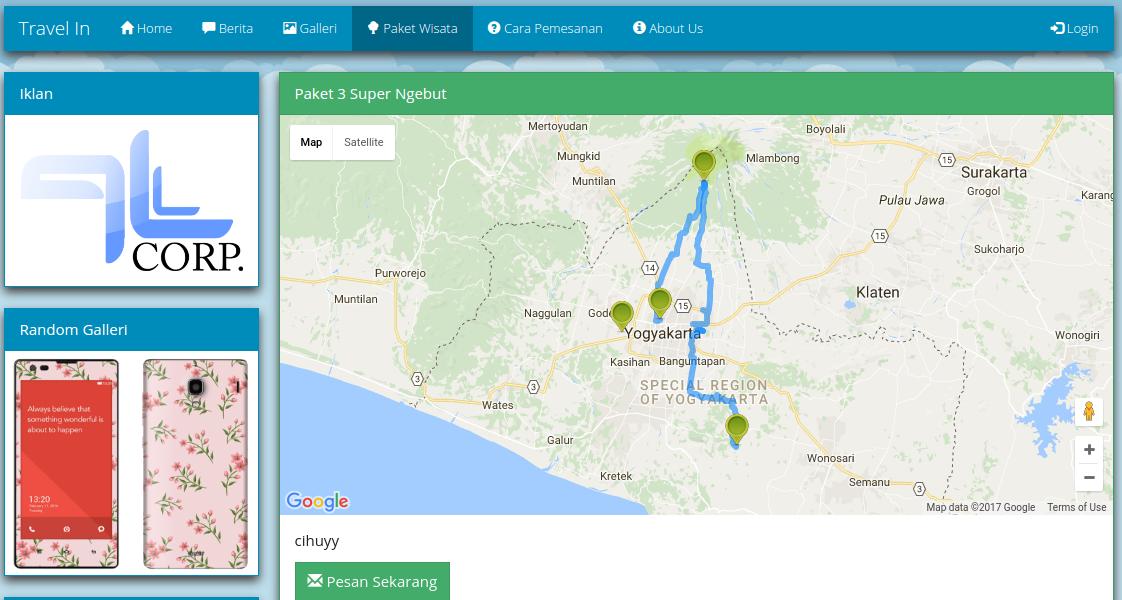 Travel In
Home
Berita
Galleri
Paket Wisata
Cara Pemesanan
About Us
Login
Iklan
CORP.
Random Galleri
Always believe that
something wonderful is
about to happen
13:20
Paket 3 Super Ngebut
Map
Satellite
Mertoyudan
Boyolali
Mungkid
Mlambong
15
Surakarta
Muntilan
Grogol
Karang
Pulau Jawa
15
Sukoharjo
14
Purworejo
Klaten
Muntilan
15
Naggulan
Gode
Yogyakarta
Wonogiri
Kasihan
Banguntapan
3
3
SPECIAL REGION
OF YOGYAKARTA
Wates
Galur
Wonosari
Kretek
Semanu
3
Google
Map data ©2017 Google
Terms of Use
cihuyy
Pesan Sekarang